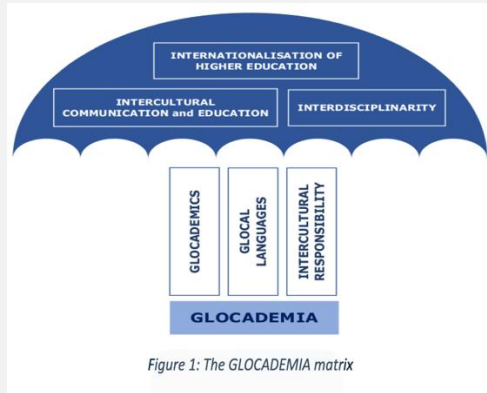 INTERNATIONALISATION OF
HIGHER EDUCATION
INTERCULTURAL
COMMUNICATION and EDUCATION
INTERDISCIPLINARITY
GLOCADEMICS
GLOCAL
LANGUAGES
INTERCULTURAL
RESPONSIBILITY
GLOCADEMIA
Figure 1: The GLOCADEMIA matrix